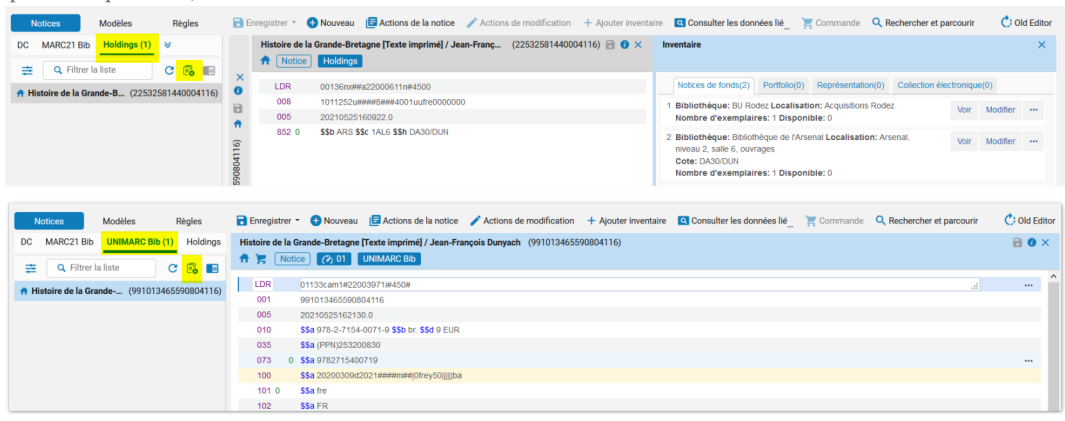 Notices Modèles Règles Enregistrer Nouveau Actions de la notice Actions de modification Ajouter inventaire Consulter les données lié... Commande Rechercher et parcourir Old Editor
DC MARC21 Bib Holdings (1)
Filtrer la liste
Histoire de la Grande-B... (22532581440004116)
590804116)
Histoire de la Grande-Bretagne [Texte imprimé] / Jean-Franç... (22532581440004116)
Notice Holdings
LDR 00136nx##a22000611n#4500
008 1011252u####8###4001uufre0000000
005 20210525160922.0
852 0 $$b ARS $$c 1AL6 $$h DA30/DUN
Inventaire
Notices de fonds(2) Portfolio(0) Représentation(0) Collection électronique(0)
1 Bibliothèque: BU Rodez Localisation: Acquisitions Rodez
Nombre d'exemplaires: 1 Disponible: 0
Voir Modifier ...
2 Bibliothèque: Bibliothèque de l'Arsenal Localisation: Arsenal,
niveau 2, salle 6, ouvrages
Cote: DA30/DUN
Nombre d'exemplaires: 1 Disponible: 0
Voir Modifier ...
Notices Modèles Règles Enregistrer Nouveau Actions de la notice Actions de modification Ajouter inventaire Consulter les données lié... Commande Rechercher et parcourir Old Editor
DC MARC21 Bib UNIMARC Bib (1) Holdings
Filtrer la liste
Histoire de la Grande-... (991013465590804116)
Histoire de la Grande-Bretagne [Texte imprimé] / Jean-François Dunyach (991013465590804116)
Notice 01 UNIMARC Bib
LDR 01133cam1#22003971i#450#
001 991013465590804116
005 20210525162130.0
010 $$a 978-2-7154-0071-9 $$b br. $$d 9 EUR
035 $$a (PPN)253200830
073 0 $$a 9782715400719
100 $$a 20200309d2021####m##|0frey50|||||ba
101 0 $$a fre
102 $$a FR